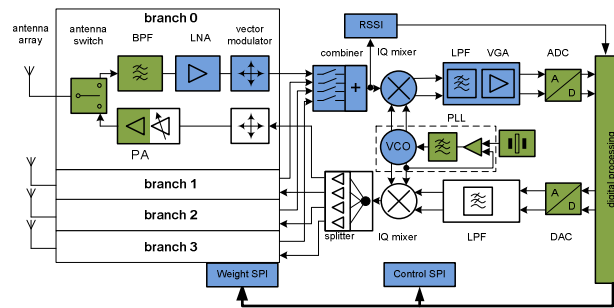 branch 0
RSSI
antenna
array
antenna
switch
BPF
LNA
vector
modulator
combiner
IQ mixer
LPF
VGA
ADC
+
A
D
PA
PLL
VCO
digital processing
branch 1
branch 2
branch 3
splitter
IQ mixer
LPF
A
D
DAC
Weight SPI
Control SPI